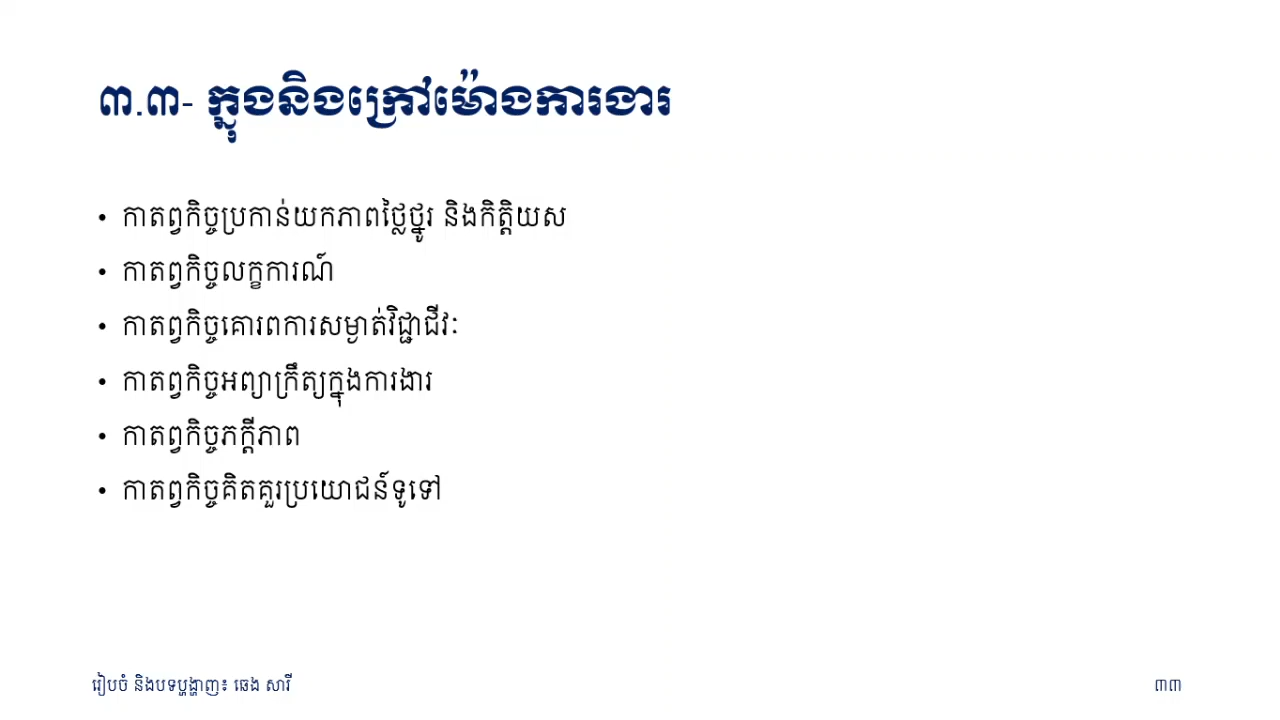 ៣.៣- ក្នុងនិងក្រៅម៉ោងការងារ
• កាតព្វកិច្ចប្រកាន់យកភាពថ្លៃថ្នូរ និងកិត្តិយស
• កាតព្វកិច្ចលក្ខការណ៍
• កាតព្វកិច្ចគោរពការសម្ងាត់វិជ្ជាជីវៈ
• កាតព្វកិច្ចអព្យាក្រឹត្យក្នុងការងារ
• កាតព្វកិច្ចភក្តីភាព
• កាតព្វកិច្ចគិតគួរប្រយោជន៍ទូទៅ
រៀបចំ និងបទបង្ហាញ៖ ឆេង សារី
៣៣